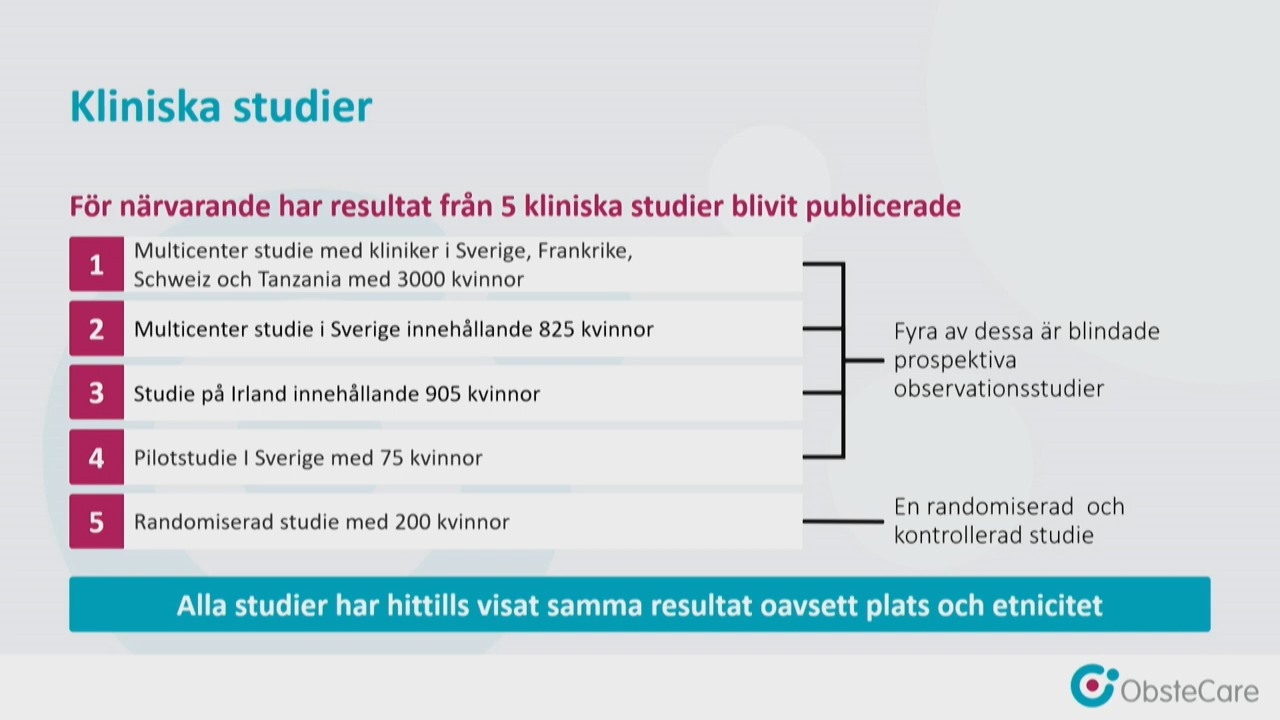 Kliniska studier
För närvarande har resultat från 5 kliniska studier blivit publicerade
1
Multicenter studie med kliniker i Sverige, Frankrike,
Schweiz och Tanzania med 3000 kvinnor
2
Multicenter studie i Sverige innehållande 825 kvinnor
3
Studie på Irland innehållande 905 kvinnor
4
Pilotstudie I Sverige med 75 kvinnor
5
Randomiserad studie med 200 kvinnor
Fyra av dessa är blindade
prospektiva
observationsstudier
En randomiserad och
kontrollerad studie
Alla studier har hittills visat samma resultat oavsett plats och etnicitet
ObsteCare